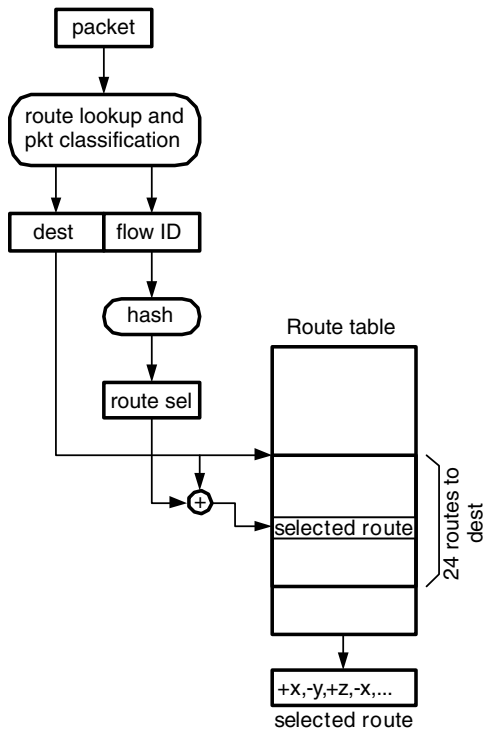 packet
route lookup and
pkt classification
dest
flow ID
hash
Route table
route sel
+
selected route
24 routes to
dest
+x,-y,+z,-x,...
selected route